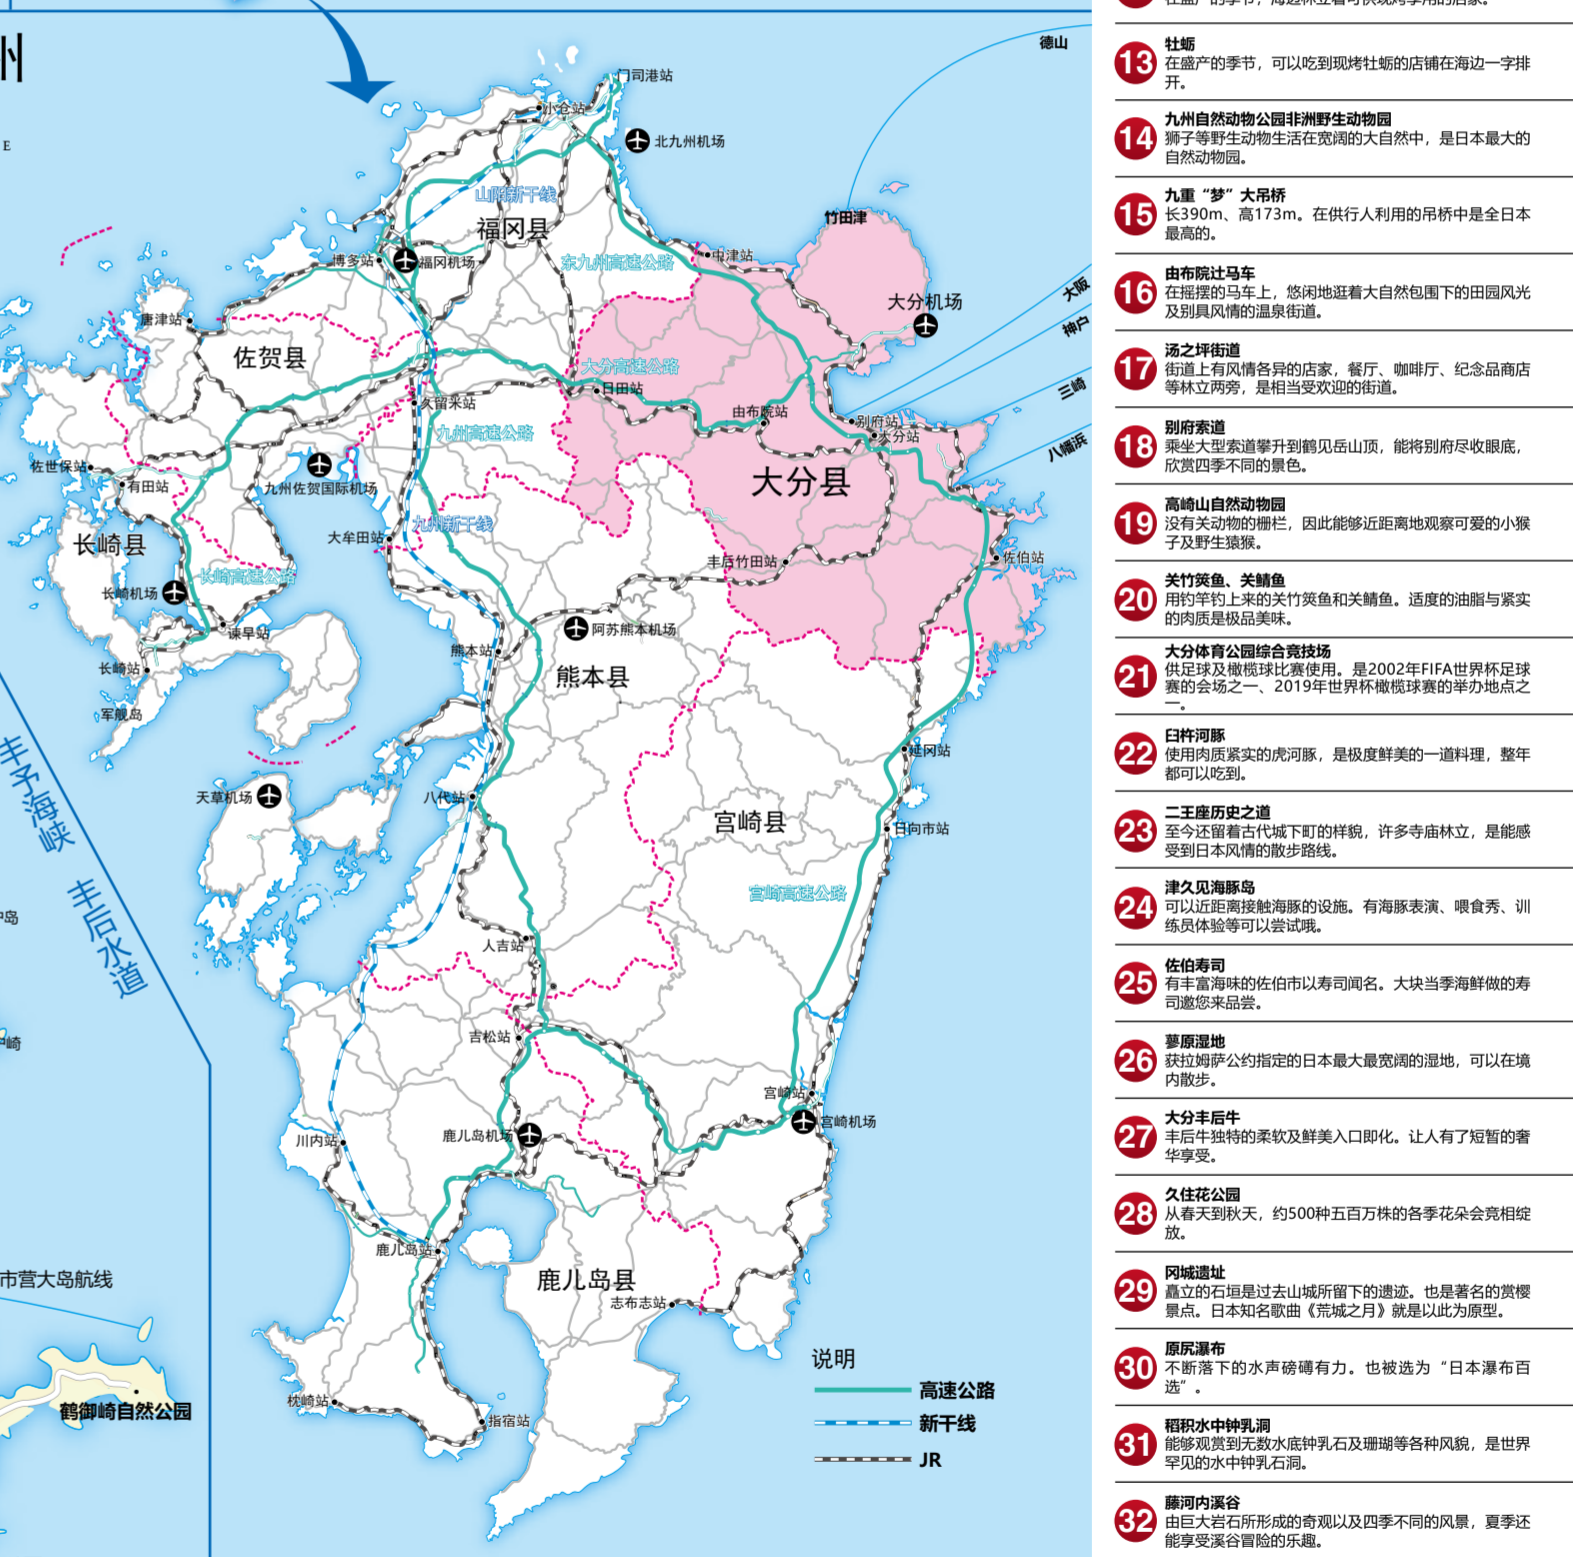 州
E
德山
门司港站
小仓站
北九州机场
山阳新干线
福冈县
竹田津
博多站
福冈机场
东九州高速公路
中津站
大阪
大分机场
神户
唐津站
佐贺县
大分高速公路
日田站
三崎
久留米站
由布院站
别府站
大分站
九州高速公路
八幡浜
佐世保站
有田站
九州佐贺国际机场
大分县
九州新干线
大牟田站
长崎县
丰后竹田站
佐伯站
长崎高速公路
长崎机场
谏早站
阿苏熊本机场
熊本站
长崎站
熊本县
军舰岛
延冈站
丰予海峡
天草机场
八代站
宫崎县
日向市站
丰后水道
宫崎高速公路
人吉站
吉松站
宫崎站
宫崎机场
鹿儿岛机场
川内站
鹿儿岛站
市营大岛航线
鹿儿岛县
志布志站
说明
高速公路
新干线
JR
枕崎站
指宿站
鹤御崎自然公园
13
牡蛎
在盛产的季节，可以吃到现烤牡蛎的店铺在海边一字排
开。
14
九州自然动物公园非洲野生动物园
狮子等野生动物生活在宽阔的大自然中，是日本最大的
自然动物园。
15
九重“梦”大吊桥
长390m、高173m。在供行人利用的吊桥中是全日本
最高的。
16
由布院辻马车
在摇摆的马车上，悠闲地逛着大自然包围下的田园风光
及别具风情的温泉街道。
17
汤之坪街道
街道上有风情各异的店家，餐厅、咖啡厅、纪念品商店
等林立两旁，是相当受欢迎的街道。
18
别府索道
乘坐大型索道攀升到鹤见岳山顶，能将别府尽收眼底，
欣赏四季不同的景色。
19
高崎山自然动物园
没有关动物的栅栏，因此能够近距离地观察可爱的小猴
子及野生猿猴。
20
关竹筴鱼、关鲭鱼
用钓竿钓上来的关竹筴鱼和关鲭鱼。适度的油脂与紧实
的肉质是极品美味。
21
大分体育公园综合竞技场
供足球及橄榄球比赛使用。是2002年FIFA世界杯足球
赛的会场之一、2019年世界杯橄榄球赛的举办地点之
一。
22
臼杵河豚
使用肉质紧实的虎河豚，是极度鲜美的一道料理，整年
都可以吃到。
23
二王座历史之道
至今还留着古代城下町的样貌，许多寺庙林立，是能感
受到日本风情的散步路线。
24
津久见海豚岛
可以近距离接触海豚的设施。有海豚表演、喂食秀、训
练员体验等可以尝试哦。
25
佐伯寿司
有丰富海味的佐伯市以寿司闻名。大块当季海鲜做的寿
司邀您来品尝。
26
蓼原湿地
获拉姆萨公约指定的日本最大最宽阔的湿地，可以在境
内散步。
27
大分丰后牛
丰后牛独特的柔软及鲜美入口即化。让人有了短暂的奢
华享受。
28
久住花公园
从春天到秋天，约500种五百万株的各季花朵会竞相绽
放。
29
冈城遗址
矗立的石垣是过去山城所留下的遗迹。也是著名的赏樱
景点。日本知名歌曲《荒城之月》就是以此为原型。
30
原尻瀑布
不断落下的水声磅礴有力。也被选为“日本瀑布百
选”。
31
稻积水中钟乳洞
能够观赏到无数水底钟乳石及珊瑚等各种风貌，是世界
罕见的水中钟乳石洞。
32
藤河内溪谷
由巨大岩石所形成的奇观以及四季不同的风景，夏季还
能享受溪谷冒险的乐趣。